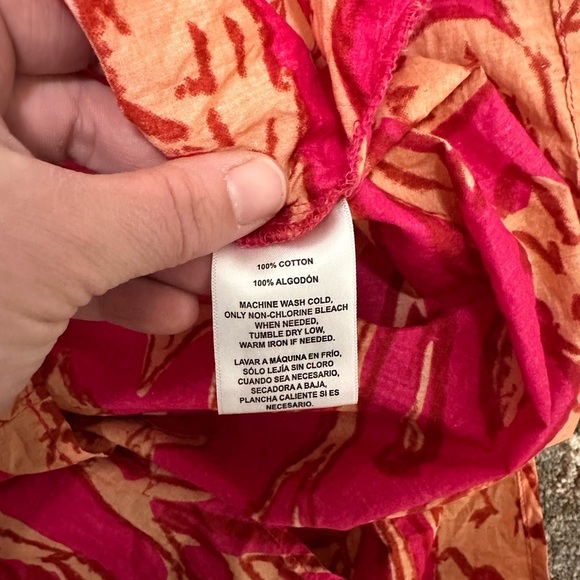 100% COTTON
100% ALGODÓN
MACHINE WASH COLD,
ONLY NON-CHLORINE BLEACH
WHEN NEEDED,
TUMBLE DRY LOW,
WARM IRON IF NEEDED.
LAVAR A MÁQUINA EN FRÍO,
SÓLO LEJÍA SIN CLORO
CUANDO SEA NECESARIO,
SECADORA A BAJA,
PLANCHA CALIENTE SI ES
NECESARIO.